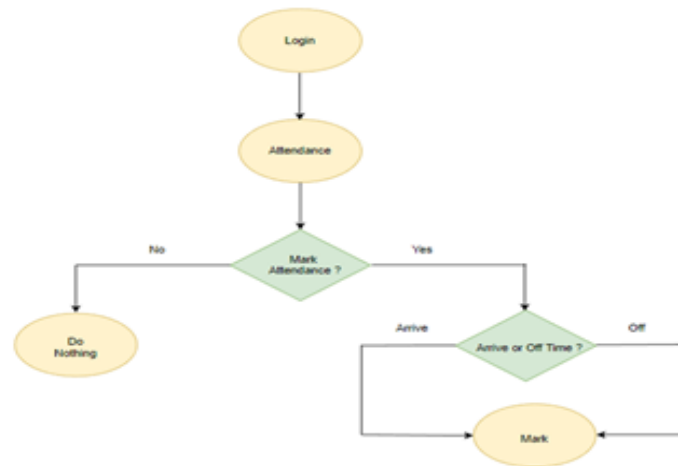 Login
Attendance
No
Mark
Attendance ?
Yes
Do
Nothing
Arrive
Arrive or Off Time ?
Off
Mark